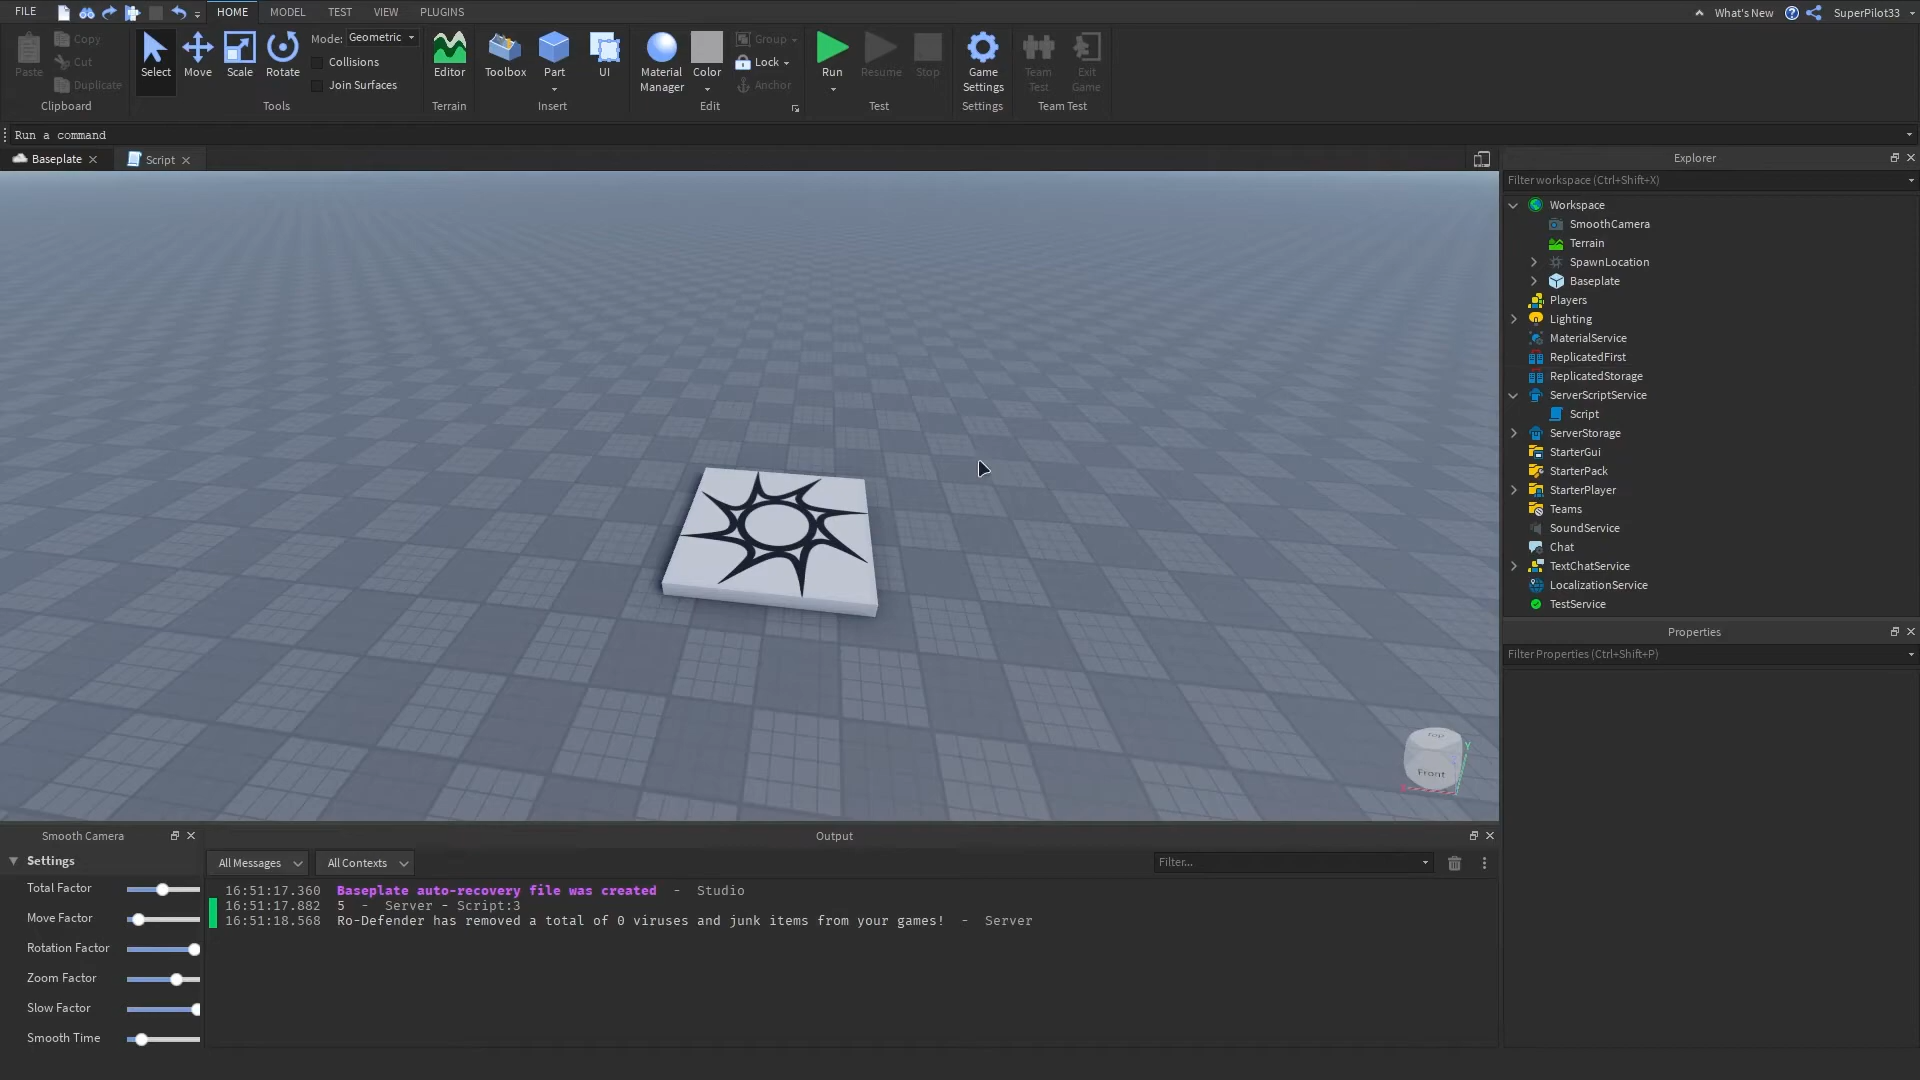 FILE HOME MODEL TEST VIEW PLUGINS What's New SuperPilot33
Copy
Cut
Duplicate
Paste
Clipboard
Select Move Scale Rotate
Mode: Geometric
Collisions
Join Surfaces
Tools
Editor
Terrain
Toolbox Part UI
Insert
Material
Manager
Color
Group
Lock
Anchor
Edit
Run Resume Stop
Test
Game
Settings
Settings
Team
Test
Exit
Game
Team Test
Run a command
Baseplate Script
Top
Front
Y
Explorer
Filter workspace (Ctrl+Shift+X)
Workspace
SmoothCamera
Terrain
SpawnLocation
Baseplate
Players
Lighting
MaterialService
ReplicatedFirst
ReplicatedStorage
ServerScriptService
Script
ServerStorage
StarterGui
StarterPack
StarterPlayer
Teams
SoundService
Chat
TextChatService
LocalizationService
TestService
Properties
Filter Properties (Ctrl+Shift+P)
Smooth Camera
Settings
Total Factor
Move Factor
Rotation Factor
Zoom Factor
Slow Factor
Smooth Time
Output
All Messages All Contexts Filter...
16:51:17.360 Baseplate auto-recovery file was created - Studio
16:51:17.882 5 - Server - Script:3
16:51:18.568 Ro-Defender has removed a total of 0 viruses and junk items from your games! - Server